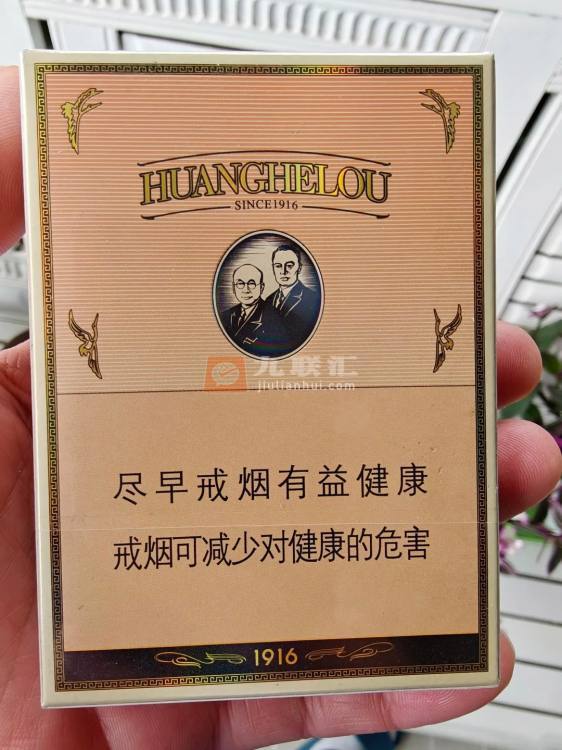 HUANGHELOU
SINCE1916
九联汇
jiulianhui.com
尽早戒烟有益健康
戒烟可减少对健康的危害
1916